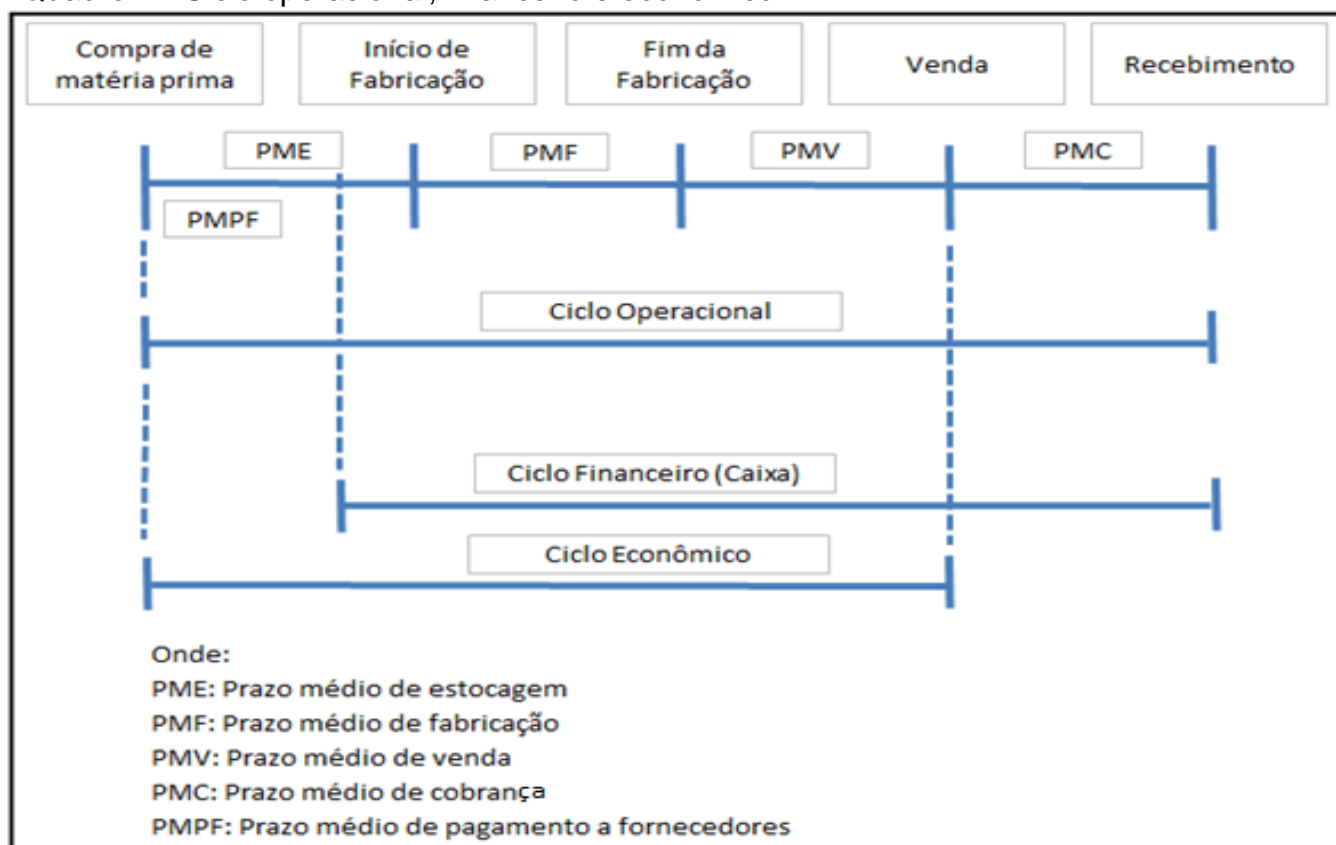 Compra de
matéria prima
Início de
Fabricação
Fim da
Fabricação
Venda
Recebimento
PME
PMF
PMV
PMC
PMPF
Ciclo Operacional
Ciclo Financeiro (Caixa)
Ciclo Econômico
Onde:
PME: Prazo médio de estocagem
PMF: Prazo médio de fabricação
PMV: Prazo médio de venda
PMC: Prazo médio de cobrança
PMPF: Prazo médio de pagamento a fornecedores